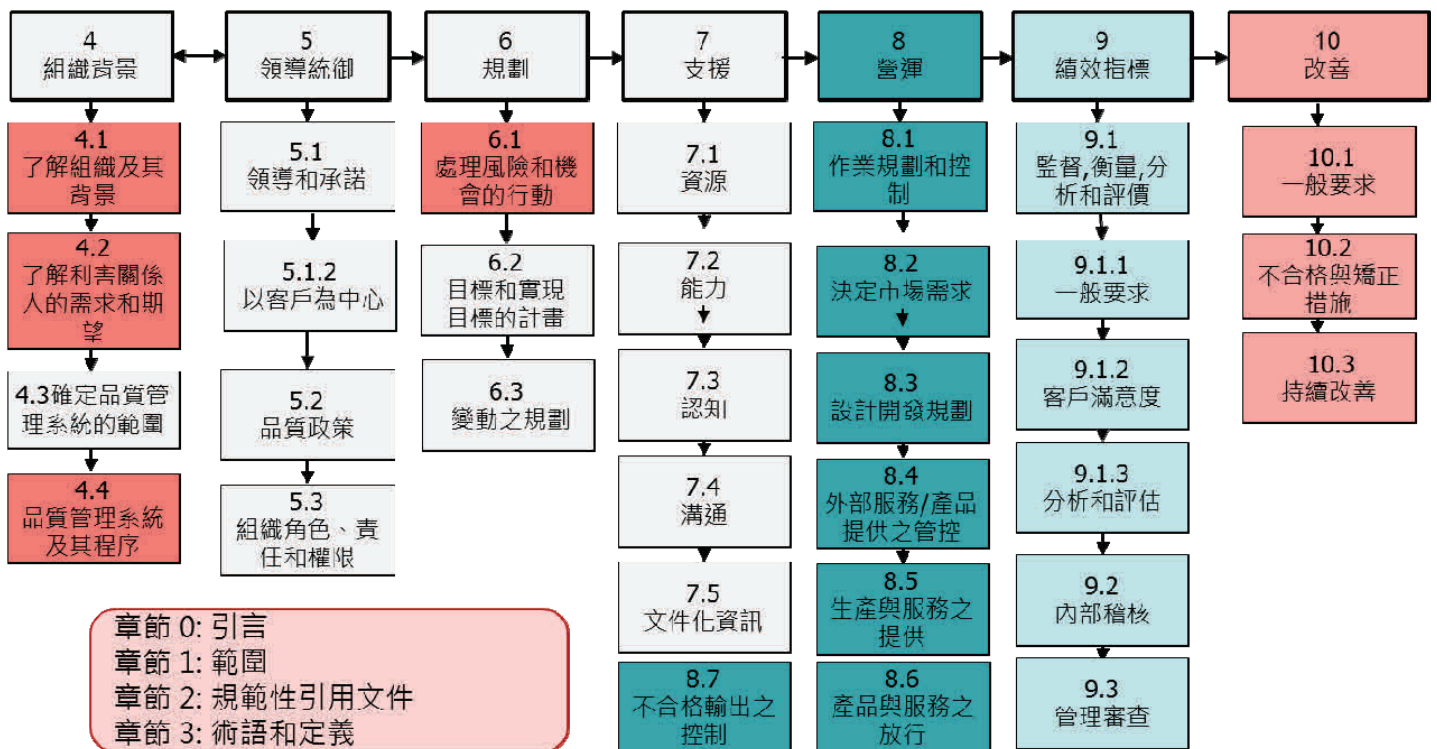 4
組織背景
5
領導統御
6
規劃
7
支援
8
營運
9
績效指標
10
改善
4.1
了解組織及其
背景
4.2
了解利害關係
人的需求和期
望
4.3確定品質管
理系統的範圍
4.4
品質管理系統
及其程序
5.1
領導和承諾
5.1.2
以客戶為中心
5.2
品質政策
5.3
組織角色、責
任和權限
6.1
處理風險和機
會的行動
6.2
目標和實現
目標的計畫
6.3
變動之規劃
7.1
資源
7.2
能力
7.3
認知
7.4
溝通
7.5
文件化資訊
8.7
不合格輸出之
控制
8.1
作業規劃和控
制
8.2
決定市場需求
8.3
設計開發規劃
8.4
外部服務/產品
提供之管控
8.5
生產與服務之
提供
8.6
產品與服務之
放行
9.1
監督,衡量,分
析和評價
9.1.1
一般要求
9.1.2
客戶滿意度
9.1.3
分析和評估
9.2
內部稽核
9.3
管理審查
10.1
一般要求
10.2
不合格與矯正
措施
10.3
持續改善
章節 0: 引言
章節 1: 範圍
章節 2: 規範性引用文件
章節 3: 術語和定義